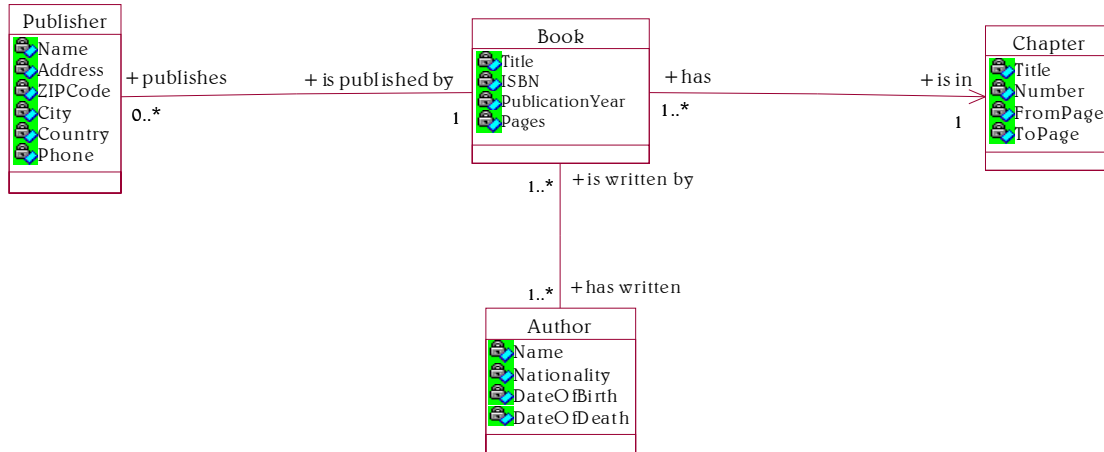 Publisher
Name
Address
ZIPCode
City
Country
Phone
+publishes
0..*
+is published by
1
Book
Title
ISBN
PublicationYear
Pages
+has
1..*
+is in
1
Chapter
Title
Number
FromPage
ToPage
1..*
+is written by
1..*
+has written
Author
Name
Nationality
DateOfBirth
DateOfDeath